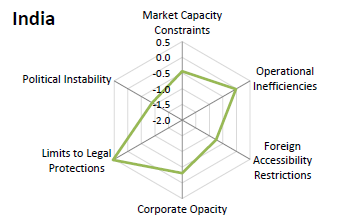 India
Market Capacity
Constraints
0.5
0.0
-0.5
-1.0
-1.5
-2.0
Operational
Inefficiencies
Foreign
Accessibility
Restrictions
Corporate Opacity
Limits to Legal
Protections
Political Instability